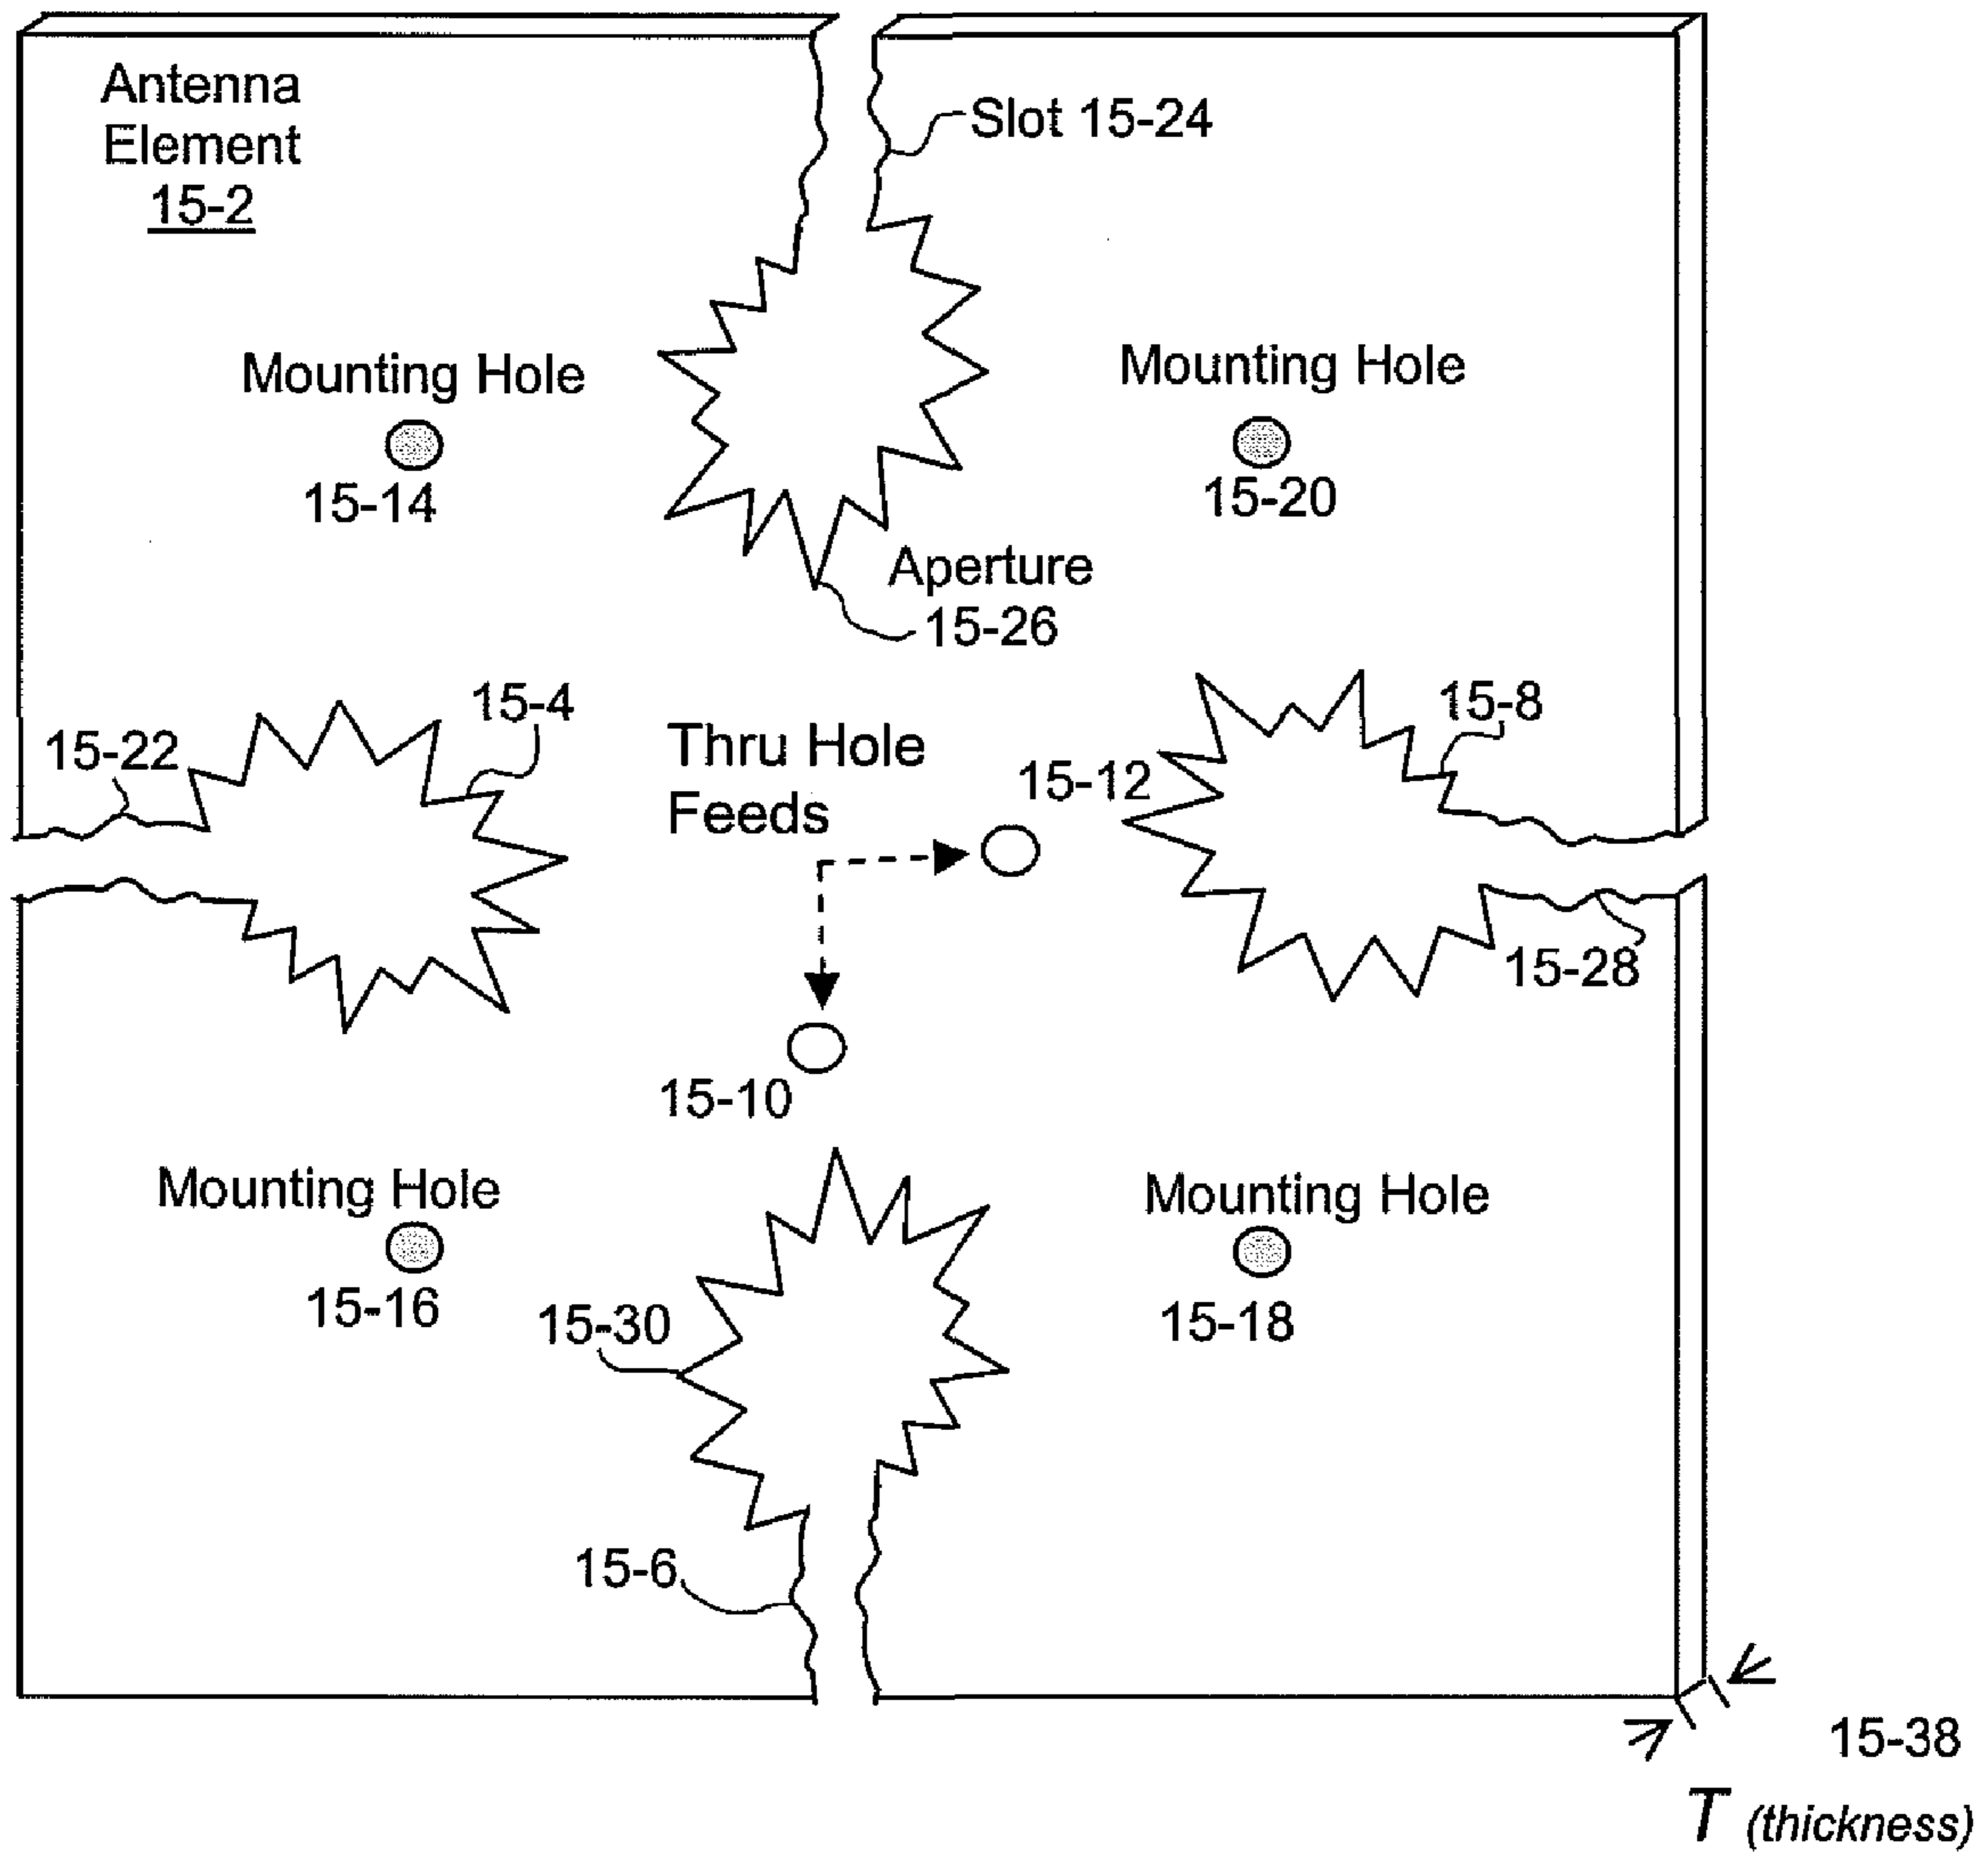 Antenna
Element
15-2
Slot 15-24
Mounting Hole
15-14
Mounting Hole
15-20
Aperture
15-26
15-22
15-4
Thru Hole
Feeds
15-12
15-8
15-28
15-10
Mounting Hole
15-16
Mounting Hole
15-18
15-30
15-6
15-38
T (thickness)